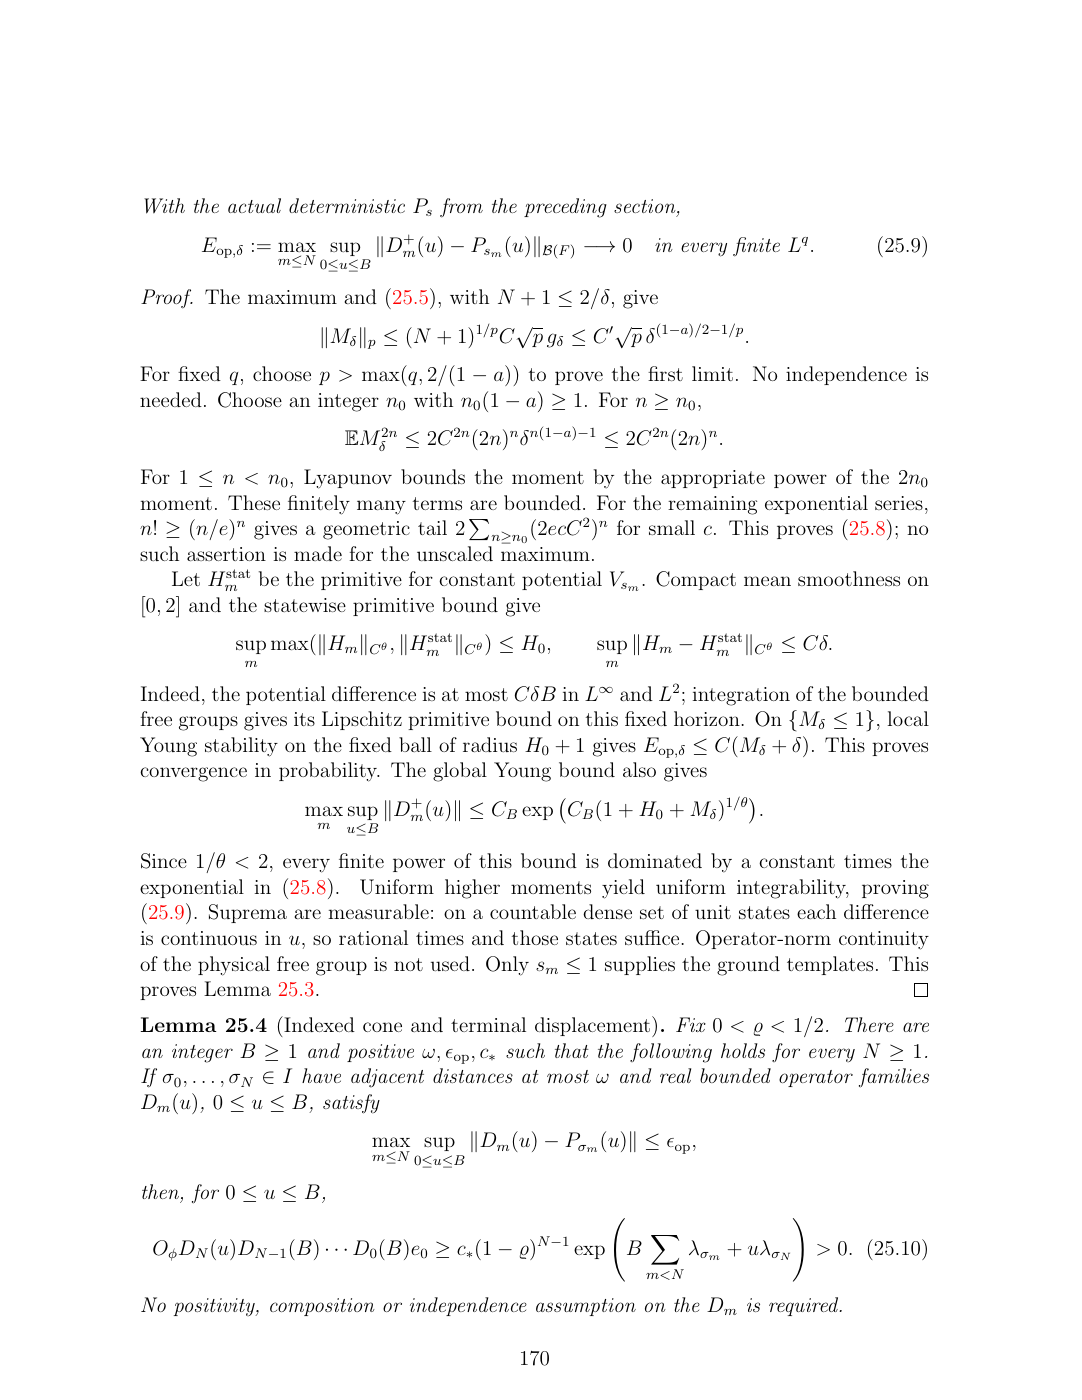 With the actual deterministic P_s from the preceding section,
E_{op,δ} := max_{m≤N} sup_{0≤u≤B} ‖D_m^+(u) − P_{s_m}(u)‖_{𝓑(F)} ⟶ 0 in every finite L^q. (25.9)
Proof. The maximum and (25.5), with N + 1 ≤ 2/δ, give
‖M_δ‖_p ≤ (N + 1)^{1/p} C√p g_δ ≤ C′√p δ^{(1−a)/2−1/p}.
For fixed q, choose p > max(q, 2/(1 − a)) to prove the first limit. No independence is
needed. Choose an integer n_0 with n_0(1 − a) ≥ 1. For n ≥ n_0,
𝔼M_δ^{2n} ≤ 2C^{2n}(2n)^n δ^{n(1−a)−1} ≤ 2C^{2n}(2n)^n.
For 1 ≤ n < n_0, Lyapunov bounds the moment by the appropriate power of the 2n_0
moment. These finitely many terms are bounded. For the remaining exponential series,
n! ≥ (n/e)^n gives a geometric tail 2 ∑_{n≥n_0}(2ecC^2)^n for small c. This proves (25.8); no
such assertion is made for the unscaled maximum.
Let H_m^{stat} be the primitive for constant potential V_{s_m}. Compact mean smoothness on
[0, 2] and the statewise primitive bound give
sup_m max(‖H_m‖_{C^θ}, ‖H_m^{stat}‖_{C^θ}) ≤ H_0, sup_m ‖H_m − H_m^{stat}‖_{C^θ} ≤ Cδ.
Indeed, the potential difference is at most CδB in L^∞ and L^2; integration of the bounded
free groups gives its Lipschitz primitive bound on this fixed horizon. On {M_δ ≤ 1}, local
Young stability on the fixed ball of radius H_0 + 1 gives E_{op,δ} ≤ C(M_δ + δ). This proves
convergence in probability. The global Young bound also gives
max_m sup_{u≤B} ‖D_m^+(u)‖ ≤ C_B exp (C_B(1 + H_0 + M_δ)^{1/θ}).
Since 1/θ < 2, every finite power of this bound is dominated by a constant times the
exponential in (25.8). Uniform higher moments yield uniform integrability, proving
(25.9). Suprema are measurable: on a countable dense set of unit states each difference
is continuous in u, so rational times and those states suffice. Operator-norm continuity
of the physical free group is not used. Only s_m ≤ 1 supplies the ground templates. This
proves Lemma 25.3. □
Lemma 25.4 (Indexed cone and terminal displacement). Fix 0 < ϱ < 1/2. There are
an integer B ≥ 1 and positive ω, ϵ_{op}, c_* such that the following holds for every N ≥ 1.
If σ_0, . . . , σ_N ∈ I have adjacent distances at most ω and real bounded operator families
D_m(u), 0 ≤ u ≤ B, satisfy
max_{m≤N} sup_{0≤u≤B} ‖D_m(u) − P_{σ_m}(u)‖ ≤ ϵ_{op},
then, for 0 ≤ u ≤ B,
O_ϕ D_N(u)D_{N−1}(B) · · · D_0(B)e_0 ≥ c_*(1 − ϱ)^{N−1} exp (B ∑_{m<N} λ_{σ_m} + uλ_{σ_N}) > 0. (25.10)
No positivity, composition or independence assumption on the D_m is required.
170